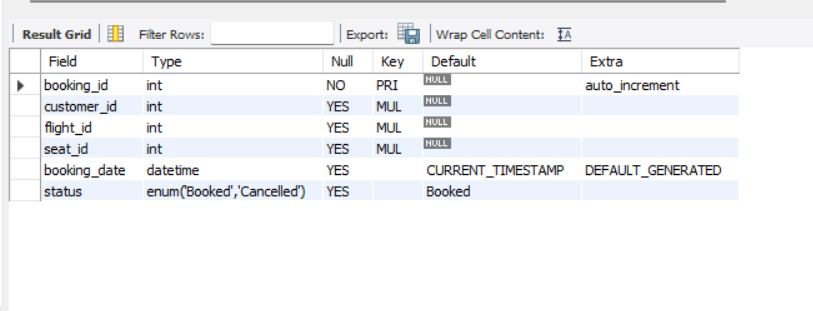 Result Grid Filter Rows: Export: Wrap Cell Content: IA
Field Type Null Key Default Extra
booking_id int NO PRI NULL auto_increment
customer_id int YES MUL NULL
flight_id int YES MUL NULL
seat_id int YES MUL NULL
booking_date datetime YES CURRENT_TIMESTAMP DEFAULT_GENERATED
status enum('Booked','Cancelled') YES Booked